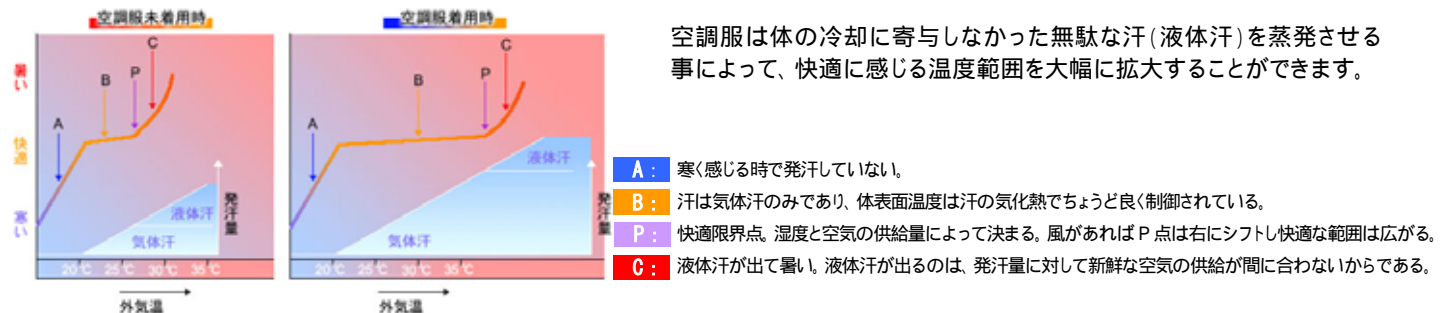 空調服未着用時
暑い
快適
寒い
A
B
P
C
液体汗
気体汗
発汗量
20℃ 25℃ 30℃ 35℃
外気温
空調服着用時
A
B
P
C
液体汗
気体汗
発汗量
20℃ 25℃ 30℃ 35℃
外気温
空調服は体の冷却に寄与しなかった無駄な汗(液体汗)を蒸発させる
事によって、快適に感じる温度範囲を大幅に拡大することができます。
A： 寒く感じる時で発汗していない。
B： 汗は気体汗のみであり、体表面温度は汗の気化熱でちょうど良く制御されている。
P： 快適限界点。湿度と空気の供給量によって決まる。風があればP点は右にシフトし快適な範囲は広がる。
C： 液体汗が出て暑い。液体汗が出るのは、発汗量に対して新鮮な空気の供給が間に合わないからである。